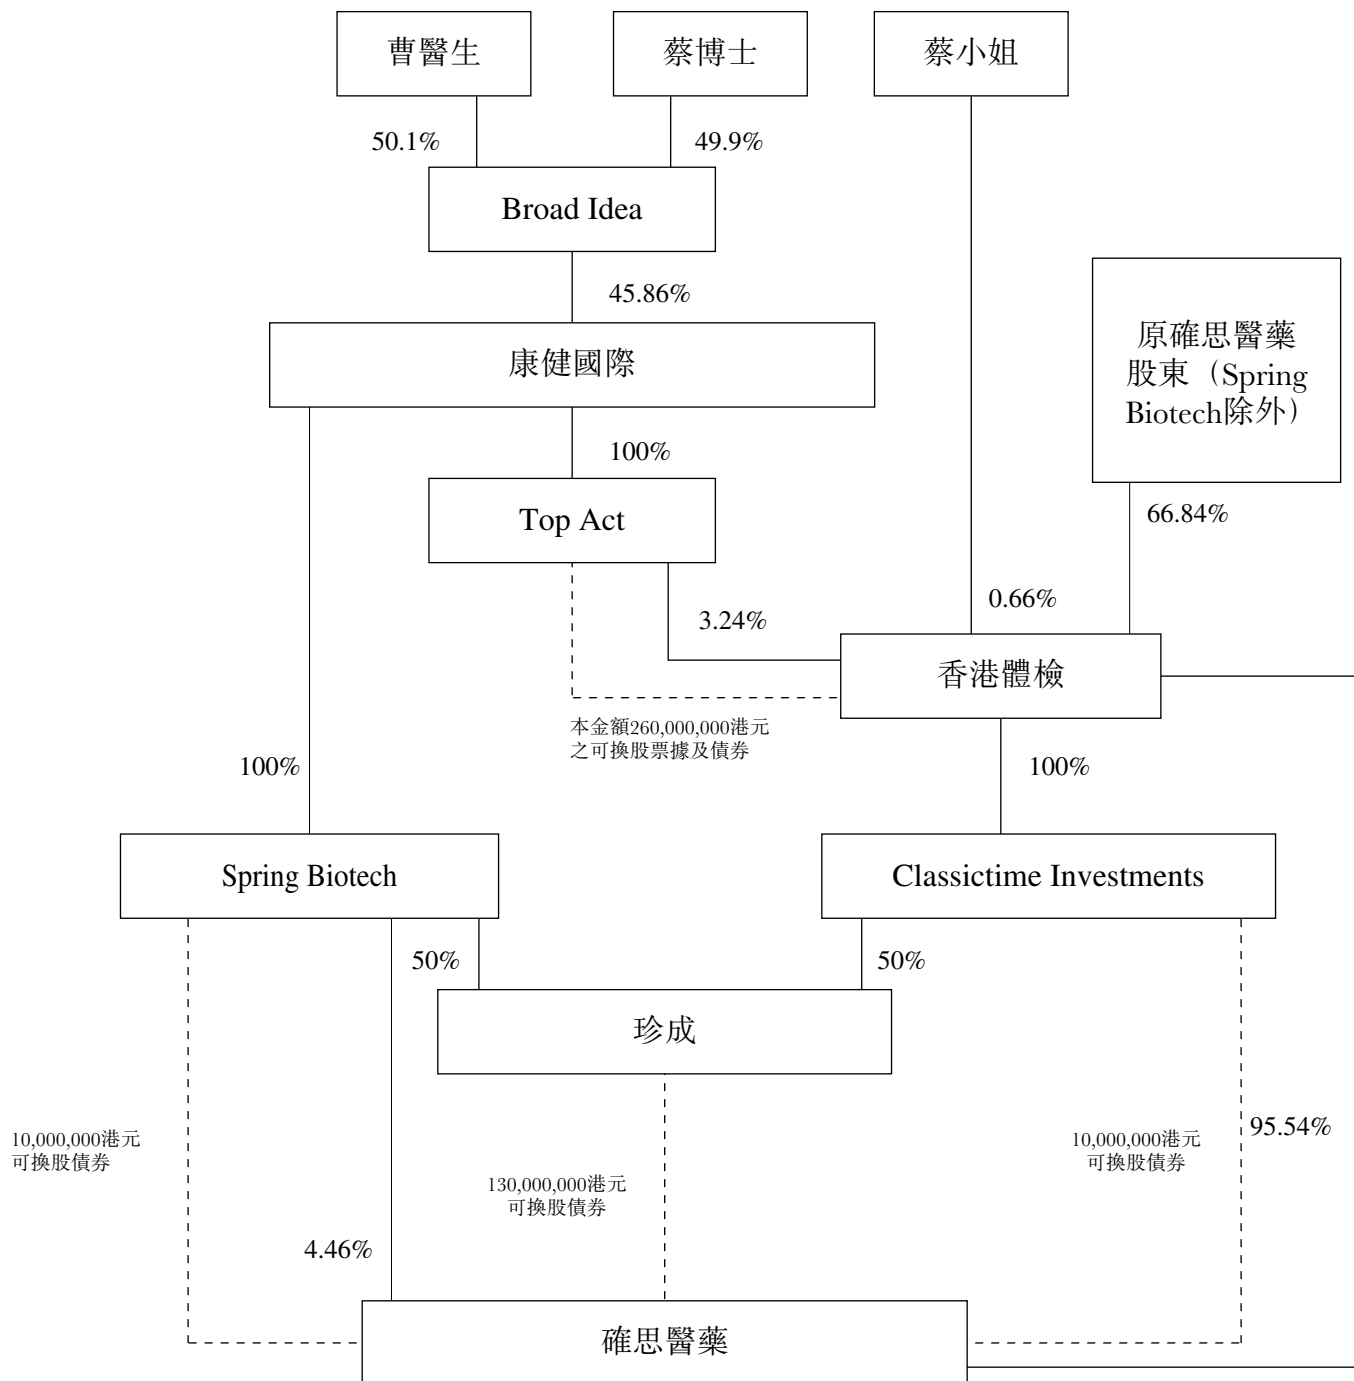 曹醫生
蔡博士
蔡小姐
50.1%
49.9%
Broad Idea
45.86%
康健國際
原確思醫藥
股東（Spring
Biotech除外）
100%
Top Act
66.84%
0.66%
3.24%
香港體檢
本金額260,000,000港元
之可換股票據及債券
100%
100%
Spring Biotech
Classictime Investments
50%
50%
珍成
10,000,000港元
可換股債券
10,000,000港元
可換股債券
95.54%
130,000,000港元
可換股債券
4.46%
確思醫藥